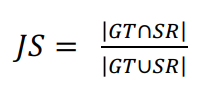 JS = |GT∩SR|
|GT∪SR|